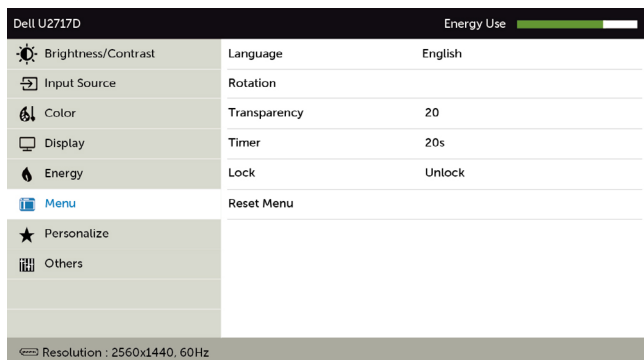 Dell U2717D Energy Use
Brightness/Contrast Language English
Input Source Rotation
Color Transparency 20
Display Timer 20s
Energy Lock Unlock
Menu Reset Menu
Personalize
Others
Resolution : 2560x1440, 60Hz